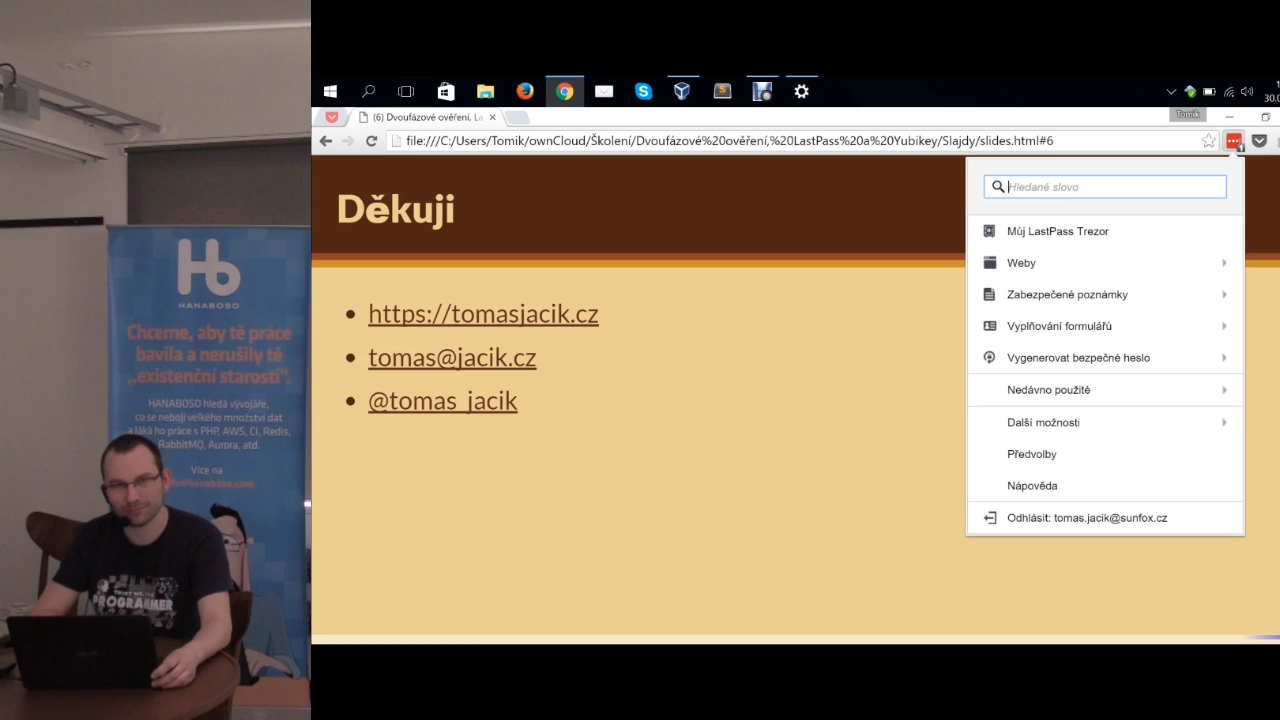 HANABOSO
Chceme, aby tě práce
bavila a nerušily tě
„existenční starosti”.
HANABOSO hledá vývojáře,
co se nebojí velkého množství dat
a láká ho práce s PHP, AWS, CI, Redis,
RabbitMQ, Aurora, atd.
Více na
PROGRAMMER
(6) Dvoufázové ověření, La
Tomik
30.0
file:///C:/Users/Tomik/ownCloud/Školení/Dvoufázové%20ověření,%20LastPass%20a%20Yubikey/Slajdy/slides.html#6
Děkuji
https://tomasjacik.cz
tomas@jacik.cz
@tomas_jacik
Hledané slovo
Můj LastPass Trezor
Weby
Zabezpečené poznámky
Vyplňování formulářů
Vygenerovat bezpečné heslo
Nedávno použité
Další možnosti
Předvolby
Nápověda
Odhlásit: tomas.jacik@sunfox.cz